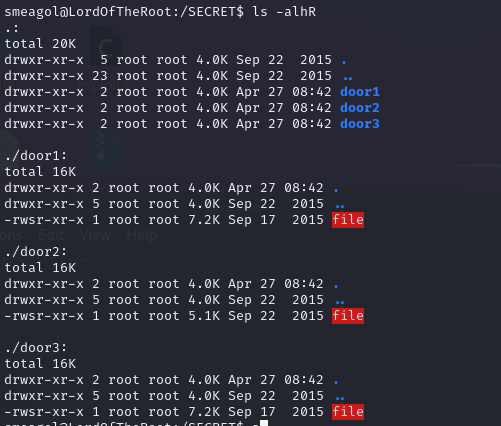 smeagol@LordOfTheRoot:/SECRET$ ls -alhR
.:
total 20K
drwxr-xr-x  5 root root 4.0K Sep 22  2015 .
drwxr-xr-x 23 root root 4.0K Sep 22  2015 ..
drwxr-xr-x  2 root root 4.0K Apr 27 08:42 door1
drwxr-xr-x  2 root root 4.0K Apr 27 08:42 door2
drwxr-xr-x  2 root root 4.0K Apr 27 08:42 door3
./door1:
total 16K
drwxr-xr-x 2 root root 4.0K Apr 27 08:42 .
drwxr-xr-x 5 root root 4.0K Sep 22  2015 ..
-rwsr-xr-x 1 root root 7.2K Sep 17  2015 file
Edit View Help
./door2:
total 16K
drwxr-xr-x 2 root root 4.0K Apr 27 08:42 .
drwxr-xr-x 5 root root 4.0K Sep 22  2015 ..
-rwsr-xr-x 1 root root 5.1K Sep 22  2015 file
./door3:
total 16K
drwxr-xr-x 2 root root 4.0K Apr 27 08:42 .
drwxr-xr-x 5 root root 4.0K Sep 22  2015 ..
-rwsr-xr-x 1 root root 7.2K Sep 17  2015 file
smeagol@LordOfTheRoot:/SECRET$